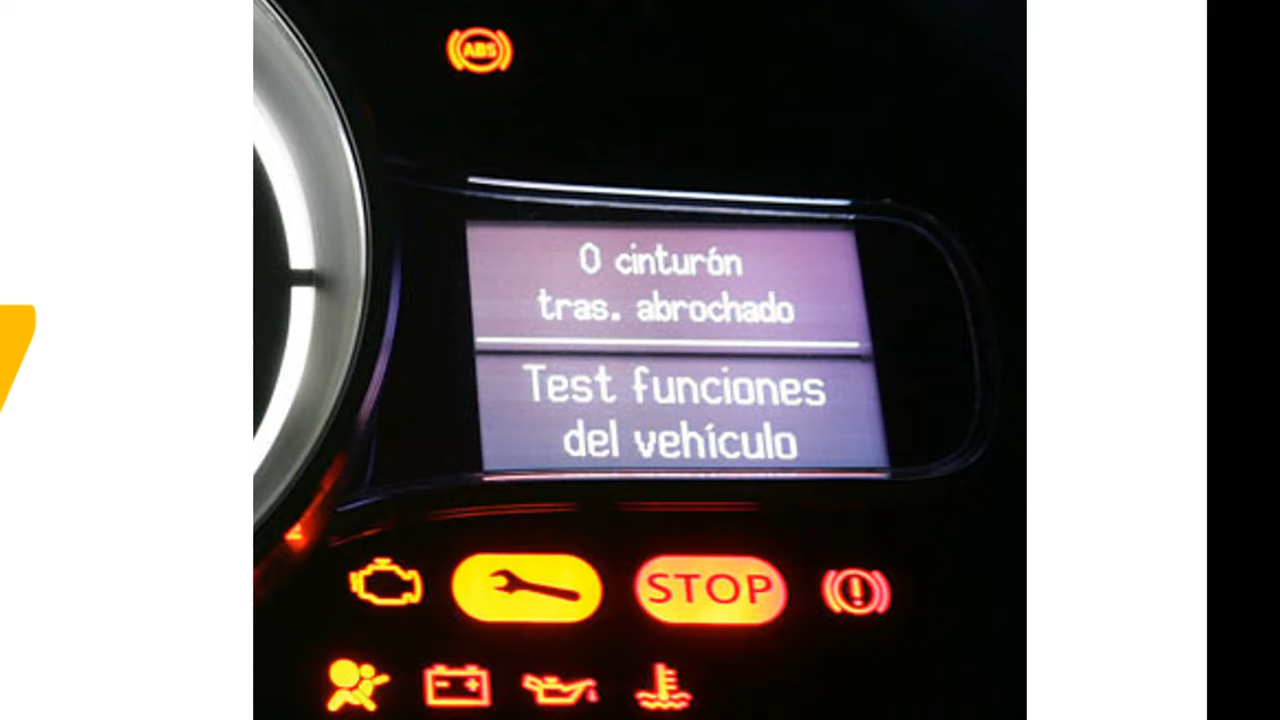 ABS
0 cinturón
tras. abrochado
Test funciones
del vehículo
STOP